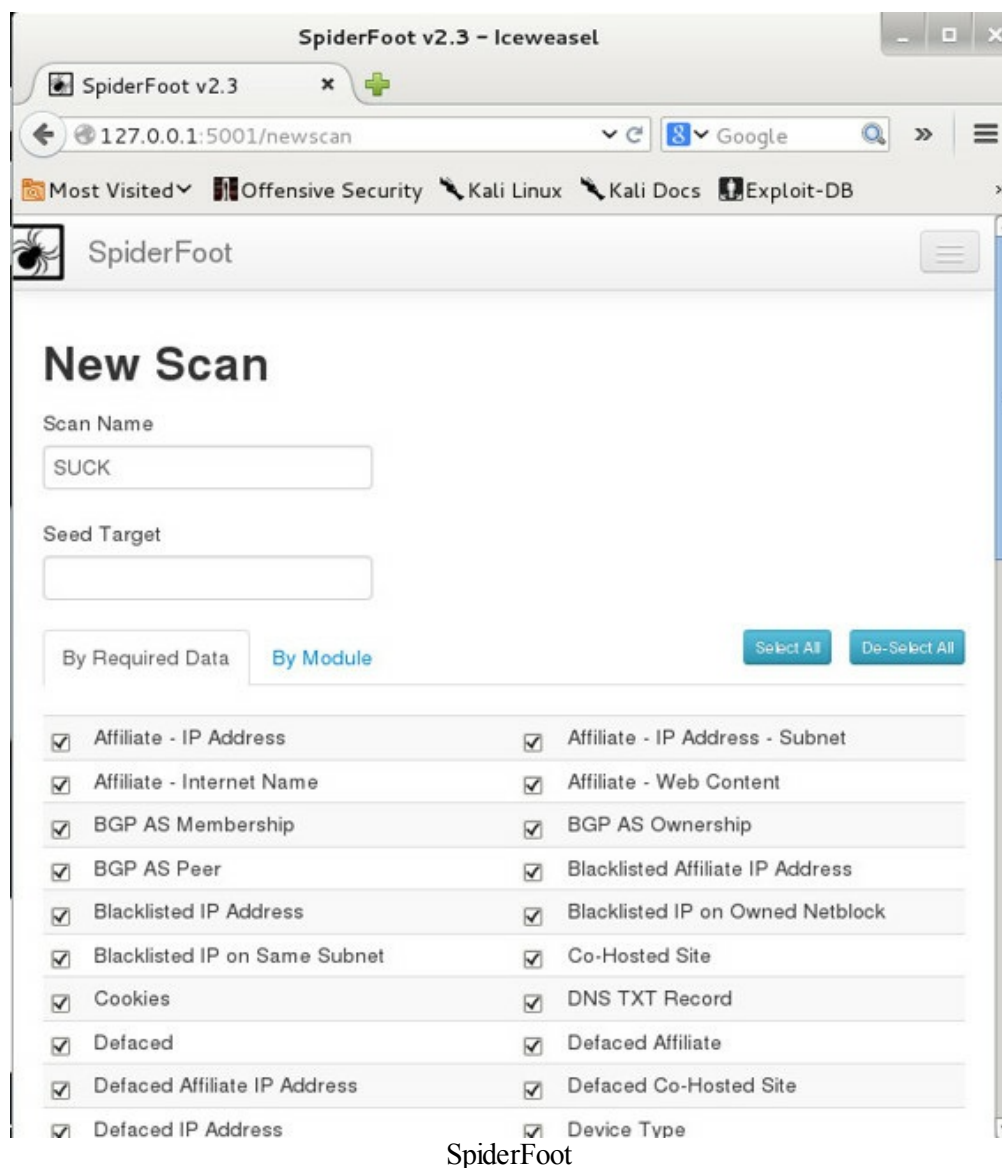 SpiderFoot v2.3 - Iceweasel
SpiderFoot v2.3
127.0.0.1:5001/newscan
Google
Most Visited
Offensive Security
Kali Linux
Kali Docs
Exploit-DB
SpiderFoot
New Scan
Scan Name
SUCK
Seed Target
By Required Data
By Module
Select All
De-Select All
Affiliate - IP Address
Affiliate - IP Address - Subnet
Affiliate - Internet Name
Affiliate - Web Content
BGP AS Membership
BGP AS Ownership
BGP AS Peer
Blacklisted Affiliate IP Address
Blacklisted IP Address
Blacklisted IP on Owned Netblock
Blacklisted IP on Same Subnet
Co-Hosted Site
Cookies
DNS TXT Record
Defaced
Defaced Affiliate
Defaced Affiliate IP Address
Defaced Co-Hosted Site
Defaced IP Address
Device Type
SpiderFoot